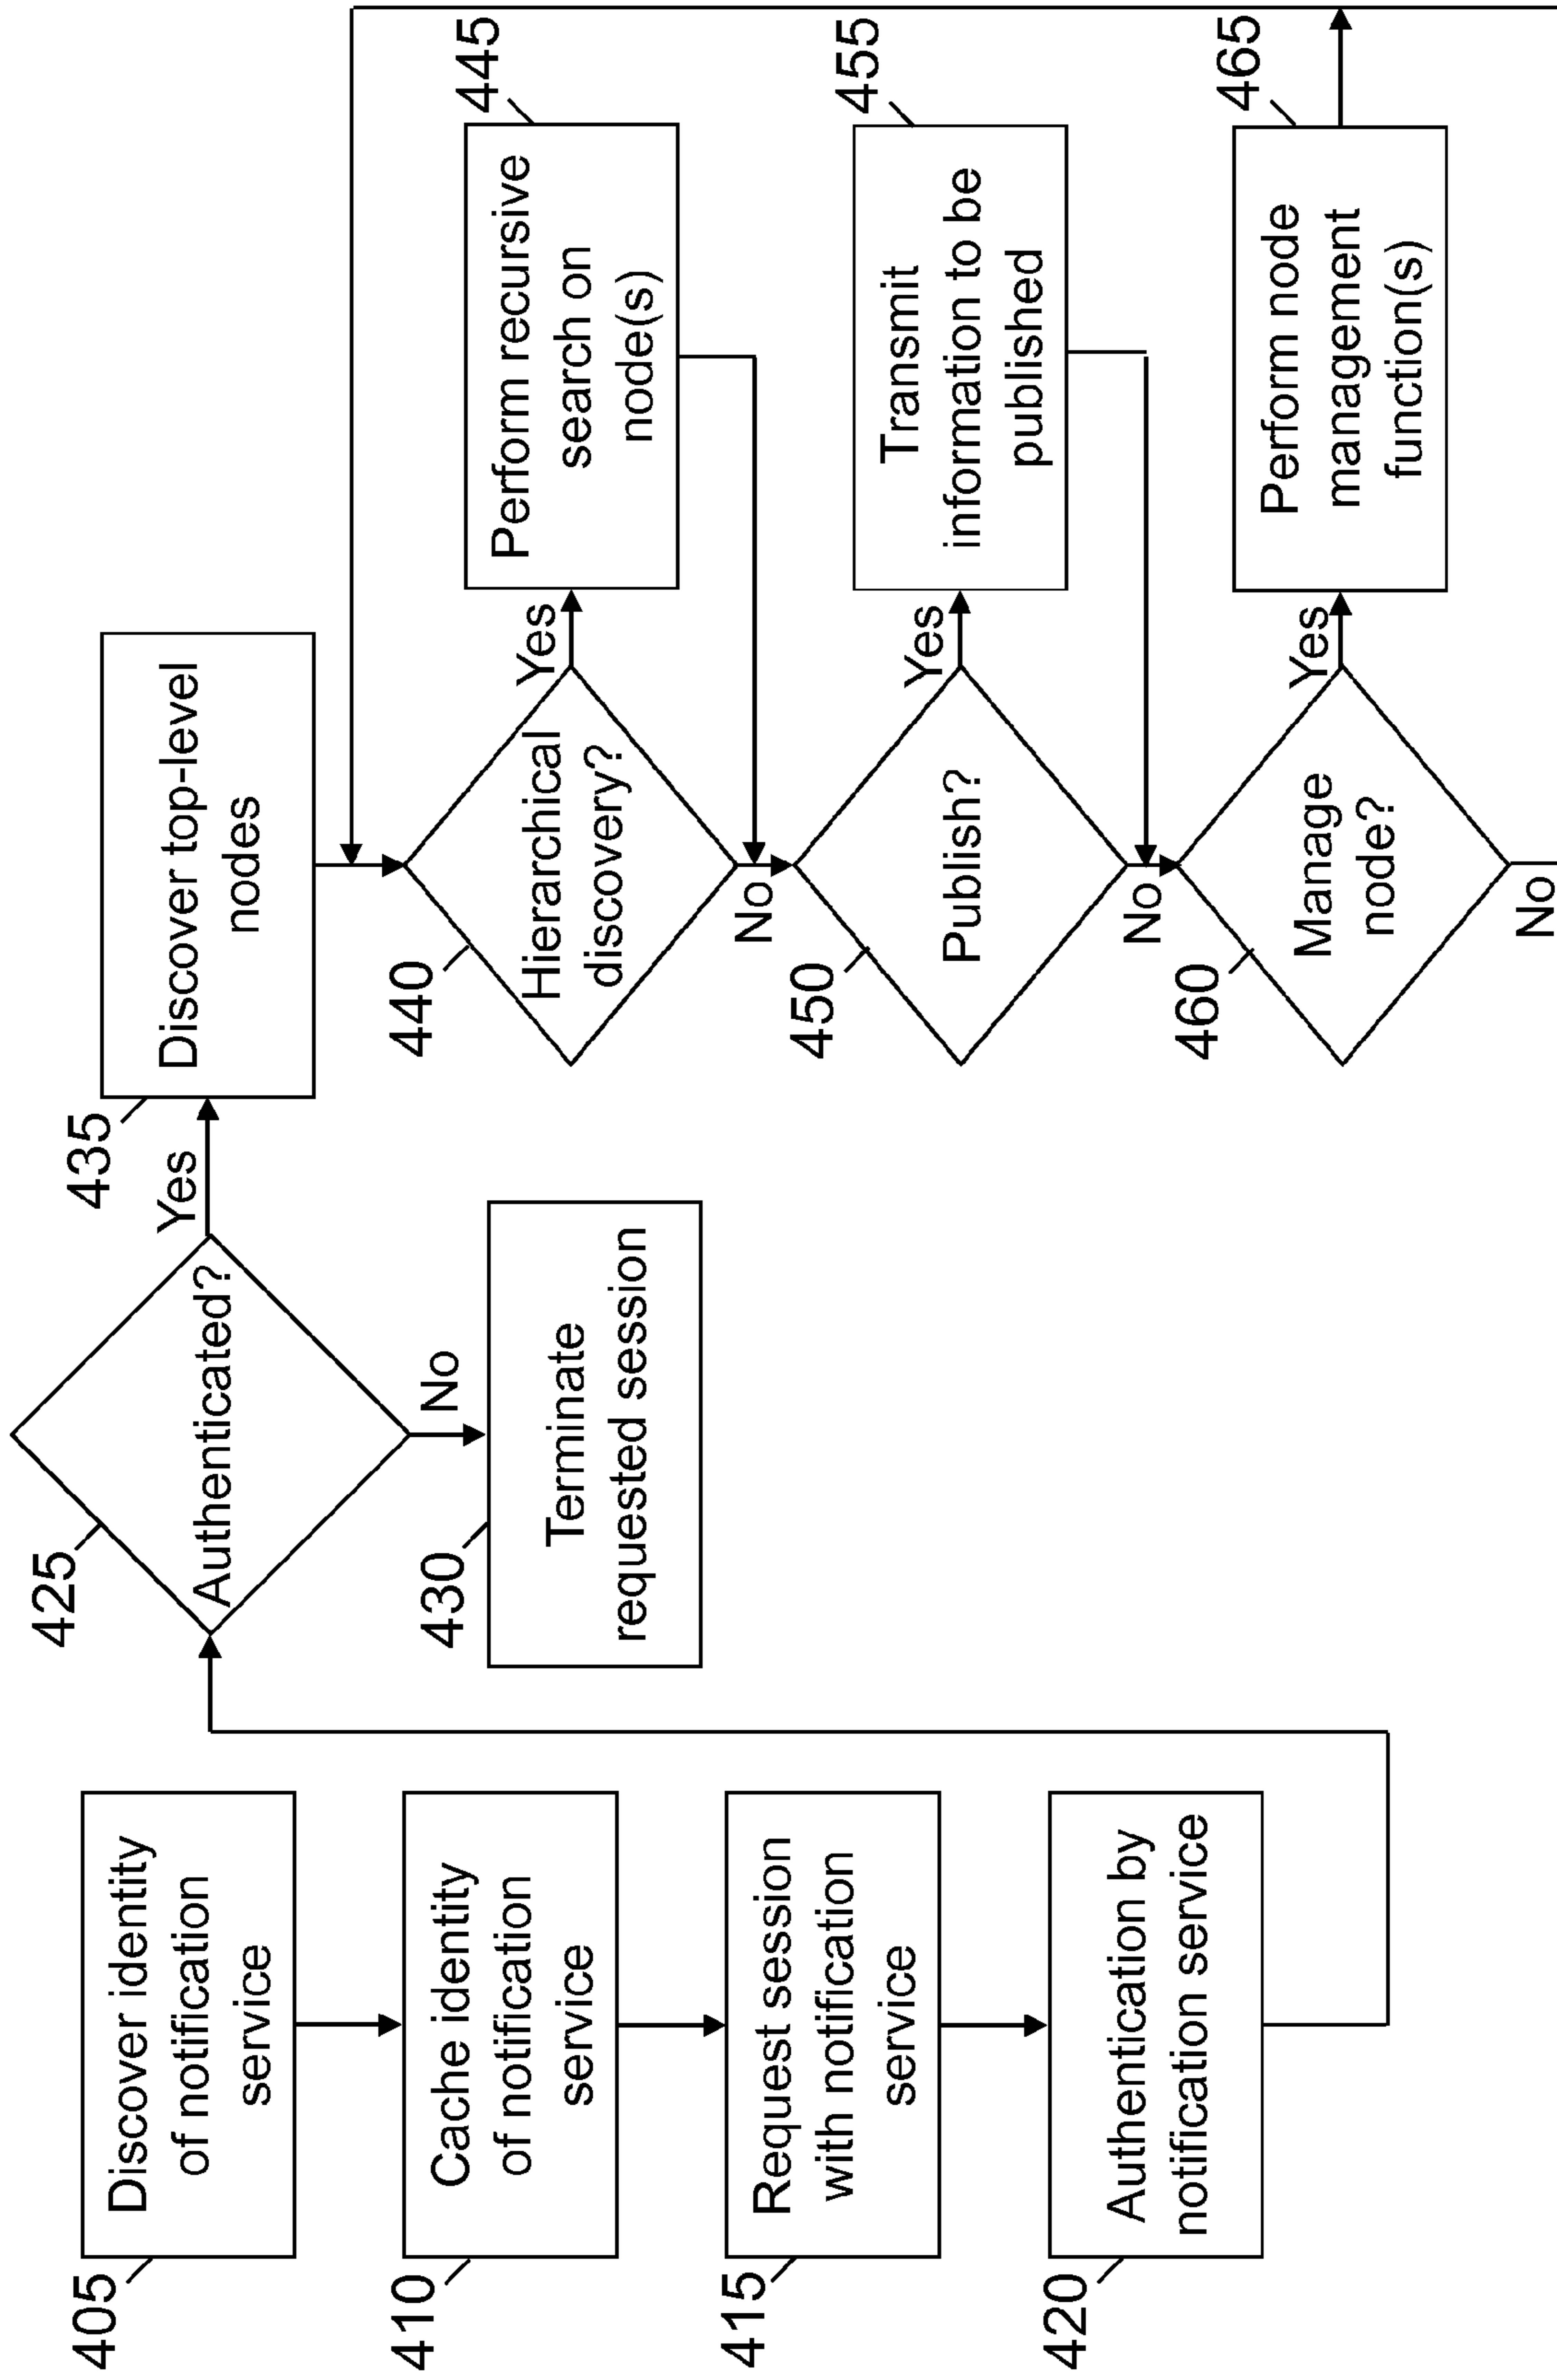 405
Discover identity
of notification
service
410
Cache identity
of notification
service
415
Request session
with notification
service
420
Authentication by
notification service
425
Authenticated?
Yes
No
430
Terminate
requested session
435
Discover top-level
nodes
440
Hierarchical
discovery?
Yes
No
445
Perform recursive
search on
node(s)
450
Publish?
Yes
No
455
Transmit
information to be
published
460
Manage
node?
Yes
No
465
Perform node
management
function(s)